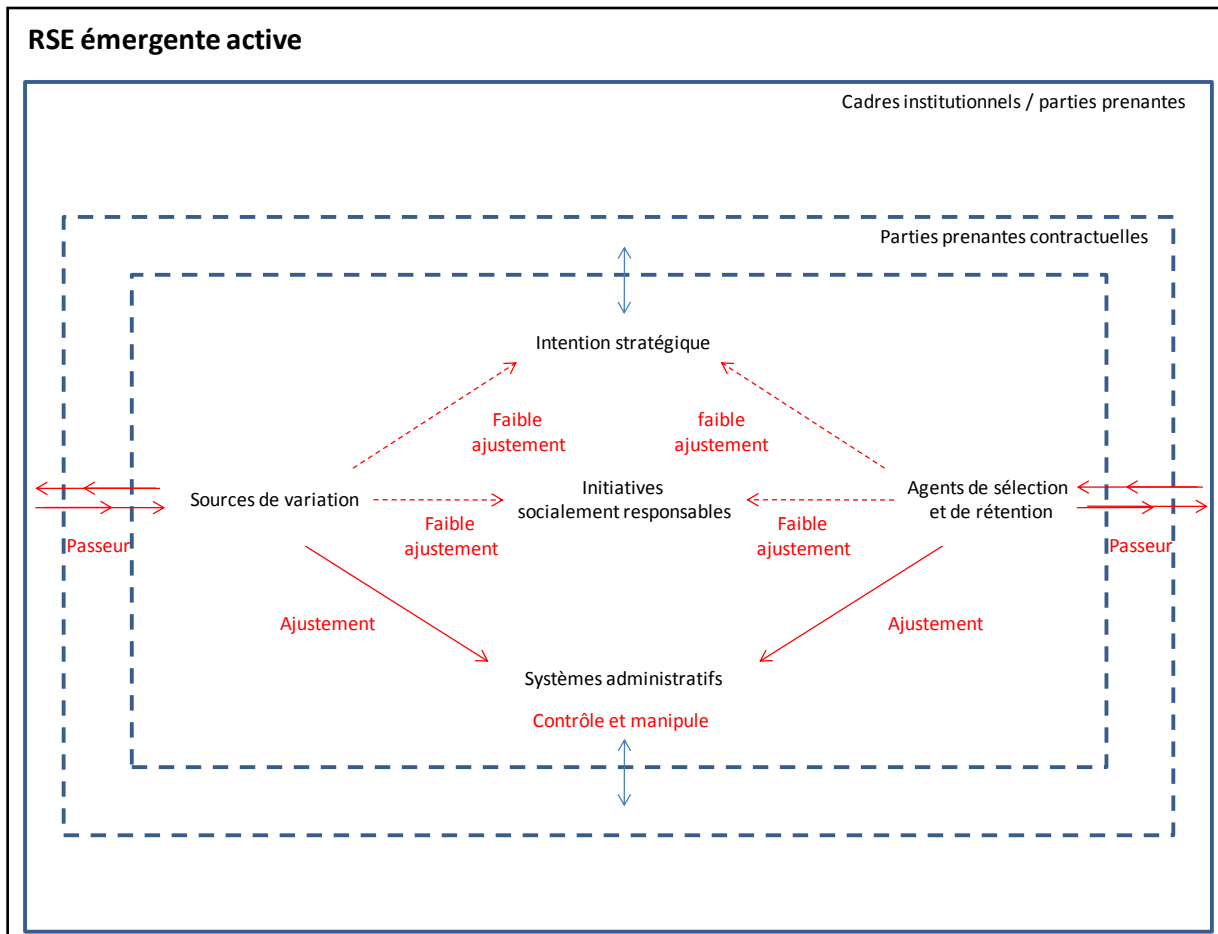 RSE émergente active
Cadres institutionnels / parties prenantes
Parties prenantes contractuelles
Intention stratégique
Faible
ajustement
faible
ajustement
Sources de variation
Initiatives
socialement responsables
Agents de sélection
et de rétention
Faible
ajustement
Faible
ajustement
Passeur
Passeur
Ajustement
Ajustement
Systèmes administratifs
Contrôle et manipule